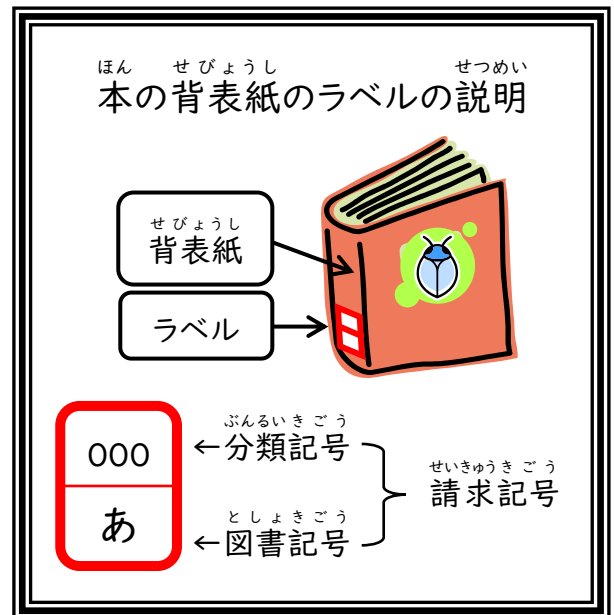 ほん せびょうし せつめい
本の背表紙のラベルの説明
せびょうし
背表紙
ラベル
000
あ
ぶんるいきごう
←分類記号
としょきごう
←図書記号
せいきゅうきごう
請求記号